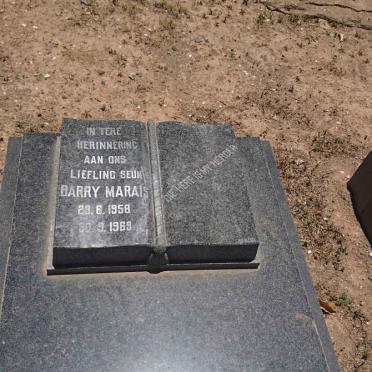 IN TERE
HERINNERING
AAN ONS
LIEFLING SEUN
BARRY MARAIS
23. 6. 1958
30. 9. 1969
DIE HERE IS MY HERDER